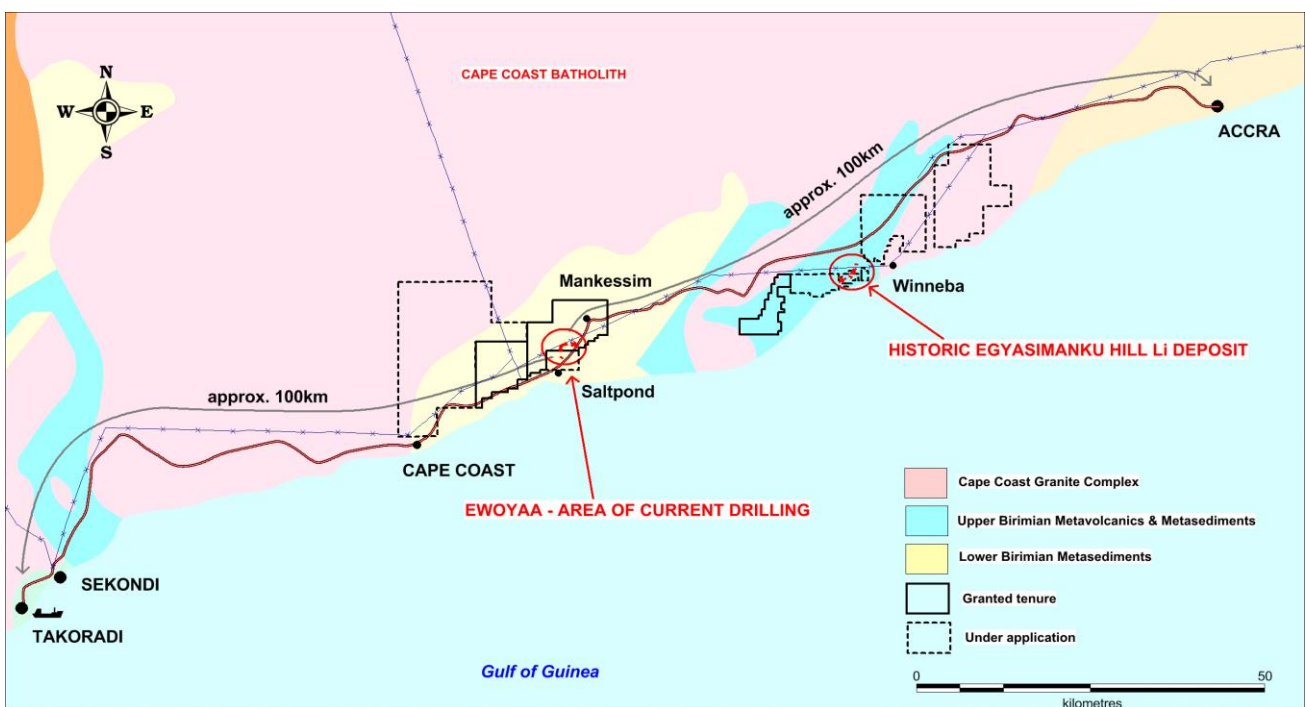 CAPE COAST BATHOLITH
N
W
E
S
ACCRA
approx. 100km
Mankessim
Winneba
HISTORIC EGYASIMANKU HILL Li DEPOSIT
approx. 100km
Saltpond
CAPE COAST
EWOYAA - AREA OF CURRENT DRILLING
SEKONDI
TAKORADI
Gulf of Guinea
Cape Coast Granite Complex
Upper Birimian Metavolcanics & Metasediments
Lower Birimian Metasediments
Granted tenure
Under application
0
50
kilometres